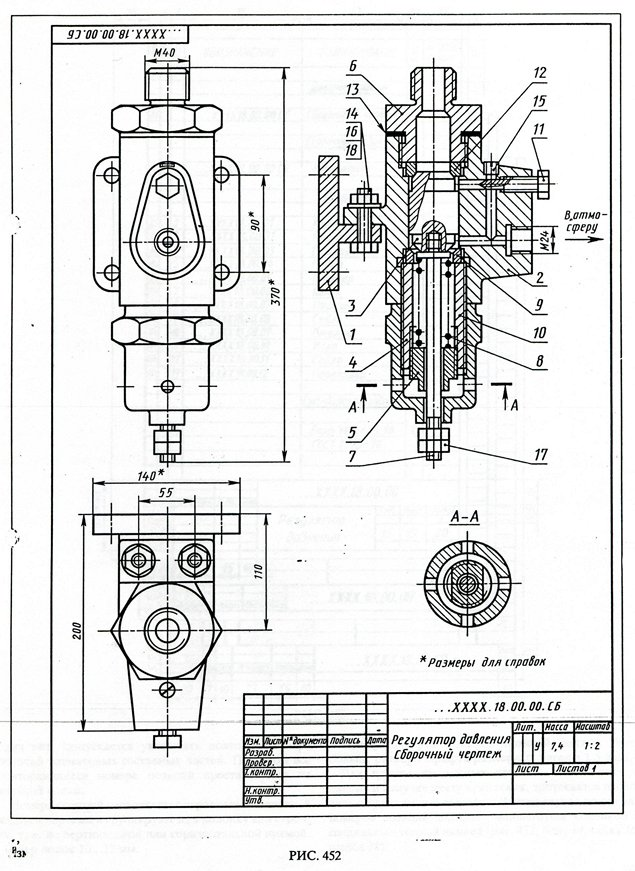 ...XXXX.18.00.00.СБ
М40
6
13
14
16
18
12
15
11
В атмо-
сферу
М24
90*
370*
3
1
4
5
7
2
9
10
8
17
А
А
140*
55
110
200
А-А
*Размеры для справок
...XXXX.18.00.00.СБ
Изм. Лист №документа Подпись Дата
Разраб.
Провер.
Т.контр.
Н.контр.
Утв.
Регулятор давления
Сборочный чертеж
Лит. Масса Масштаб
У 7,4 1:2
Лист Листов 1
РИС. 452